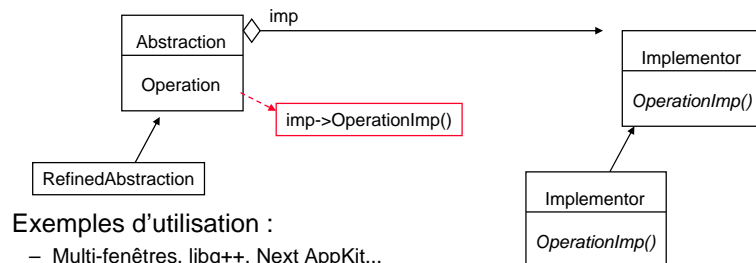 imp
Abstraction
Operation
imp->OperationImp()
Implementor
OperationImp()
RefinedAbstraction
Implementor
OperationImp()
Exemples d'utilisation :
– Multi-fenêtres, libg++, Next AppKit...